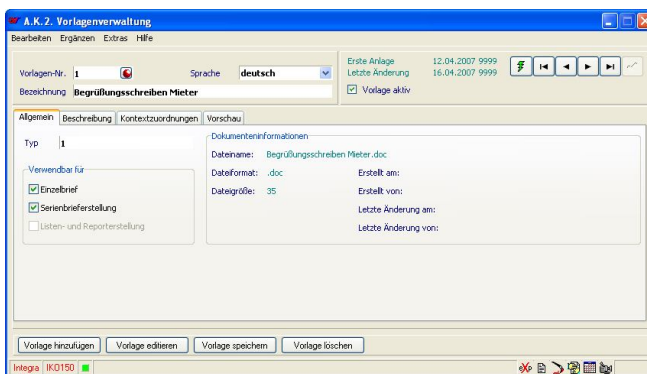 A.K.2. Vorlagenverwaltung
Bearbeiten Ergänzen Extras Hilfe
Vorlagen-Nr. 1 Sprache deutsch
Bezeichnung Begrüßungsschreiben Mieter
Erste Anlage 12.04.2007 9999
Letzte Änderung 16.04.2007 9999
Vorlage aktiv
Allgemein Beschreibung Kontextzuordnungen Vorschau
Typ 1
Verwendbar für
Einzelbrief
Serienbrieferstellung
Listen- und Reporterstellung
Dokumenteninformationen
Dateiname: Begrüßungsschreiben Mieter.doc
Dateiformat: .doc Erstellt am:
Dateigröße: 35 Erstellt von:
Letzte Änderung am:
Letzte Änderung von:
Vorlage hinzufügen Vorlage editieren Vorlage speichern Vorlage löschen
Integra IKO150